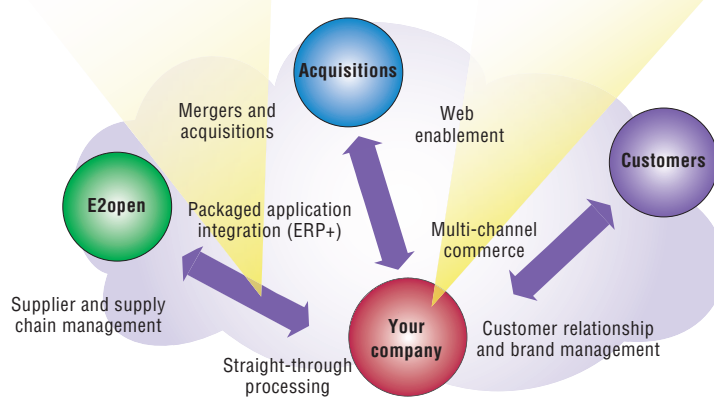 Acquisitions
Mergers and
acquisitions
Web
enablement
Customers
E2open
Packaged application
integration (ERP+)
Multi-channel
commerce
Supplier and supply
chain management
Your
company
Customer relationship
and brand management
Straight-through
processing